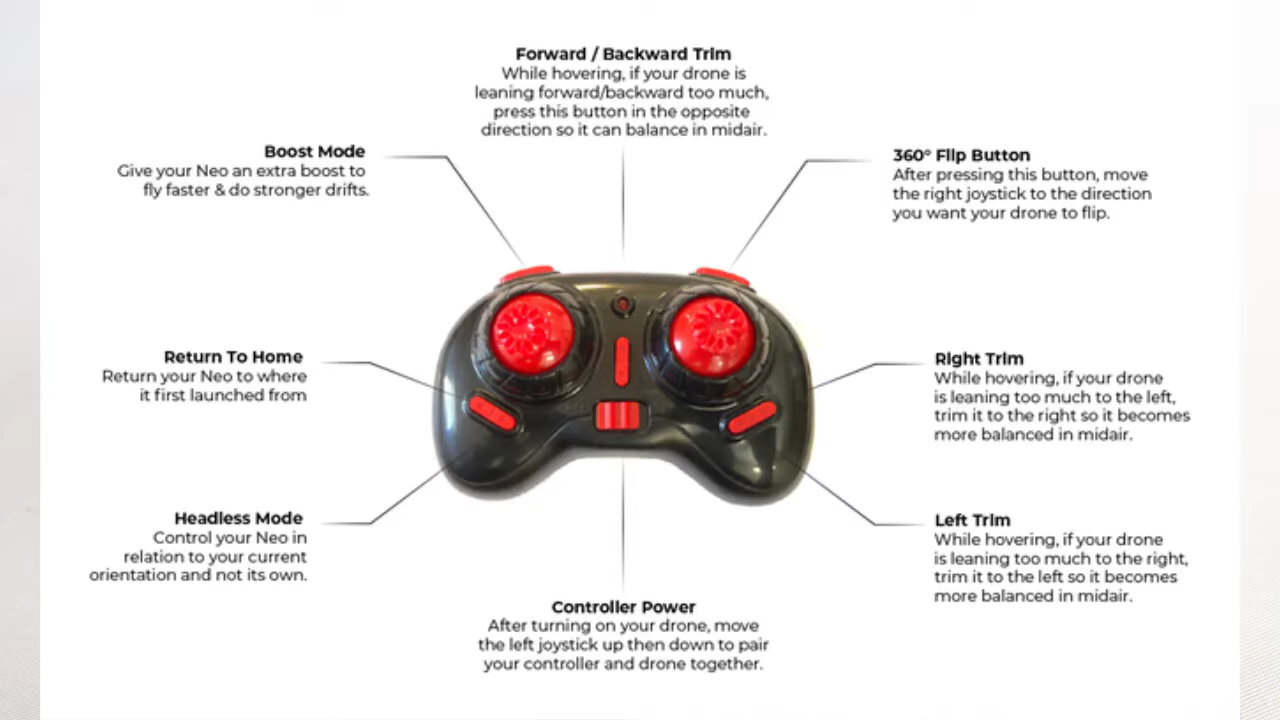 Forward / Backward Trim
While hovering, if your drone is
leaning forward/backward too much,
press this button in the opposite
direction so it can balance in midair.
Boost Mode
Give your Neo an extra boost to
fly faster & do stronger drifts.
360° Flip Button
After pressing this button, move
the right joystick to the direction
you want your drone to flip.
Return To Home
Return your Neo to where
it first launched from
Right Trim
While hovering, if your drone
is leaning too much to the left,
trim it to the right so it becomes
more balanced in midair.
Headless Mode
Control your Neo in
relation to your current
orientation and not its own.
Left Trim
While hovering, if your drone
is leaning too much to the right,
trim it to the left so it becomes
more balanced in midair.
Controller Power
After turning on your drone, move
the left joystick up then down to pair
your controller and drone together.